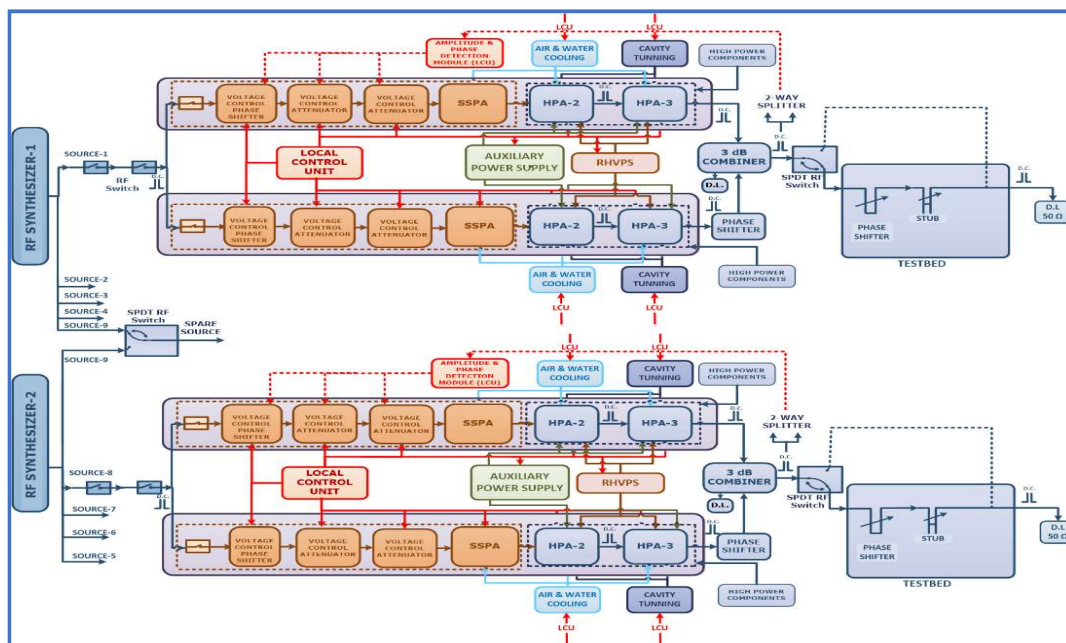 LCU
LCU
AMPLITUDE &
PHASE
DETECTION
MODULE (LCU)
AIR & WATER
COOLING
CAVITY
TUNNING
HIGH POWER
COMPONENTS
VOLTAGE
CONTROL
PHASE
SHIFTER
VOLTAGE
CONTROL
ATTENUATOR
VOLTAGE
CONTROL
ATTENUATOR
SSPA
HPA-2
D.C.
HPA-3
D.C.
2-WAY
SPLITTER
D.C.
RF SYNTHESIZER-1
SOURCE-1
RF
Switch
D.C.
LOCAL
CONTROL
UNIT
AUXILIARY
POWER SUPPLY
RHVPS
3 dB
COMBINER
D.L.
SPDT RF
Switch
D.C.
VOLTAGE
CONTROL
PHASE
SHIFTER
VOLTAGE
CONTROL
ATTENUATOR
VOLTAGE
CONTROL
ATTENUATOR
SSPA
HPA-2
D.C.
HPA-3
D.C.
PHASE
SHIFTER
PHASE
SHIFTER
STUB
D.L
50 Ω
TESTBED
AIR & WATER
COOLING
CAVITY
TUNNING
HIGH POWER
COMPONENTS
LCU
LCU
SOURCE-2
SOURCE-3
SOURCE-4
SOURCE-9
SPDT RF
Switch
SPARE
SOURCE
SOURCE-9
LCU
LCU
AMPLITUDE &
PHASE
DETECTION
MODULE (LCU)
AIR & WATER
COOLING
CAVITY
TUNNING
HIGH POWER
COMPONENTS
RF SYNTHESIZER-2
VOLTAGE
CONTROL
PHASE
SHIFTER
VOLTAGE
CONTROL
ATTENUATOR
VOLTAGE
CONTROL
ATTENUATOR
SSPA
HPA-2
D.C.
HPA-3
D.C.
2-WAY
SPLITTER
D.C.
SOURCE-8
D.C.
LOCAL
CONTROL
UNIT
AUXILIARY
POWER SUPPLY
RHVPS
3 dB
COMBINER
D.L.
SPDT RF
Switch
D.C.
SOURCE-7
SOURCE-6
SOURCE-5
VOLTAGE
CONTROL
PHASE
SHIFTER
VOLTAGE
CONTROL
ATTENUATOR
VOLTAGE
CONTROL
ATTENUATOR
SSPA
HPA-2
D.C.
HPA-3
D.C.
PHASE
SHIFTER
PHASE
SHIFTER
STUB
D.L
50 Ω
TESTBED
AIR & WATER
COOLING
CAVITY
TUNNING
HIGH POWER
COMPONENTS
LCU
LCU